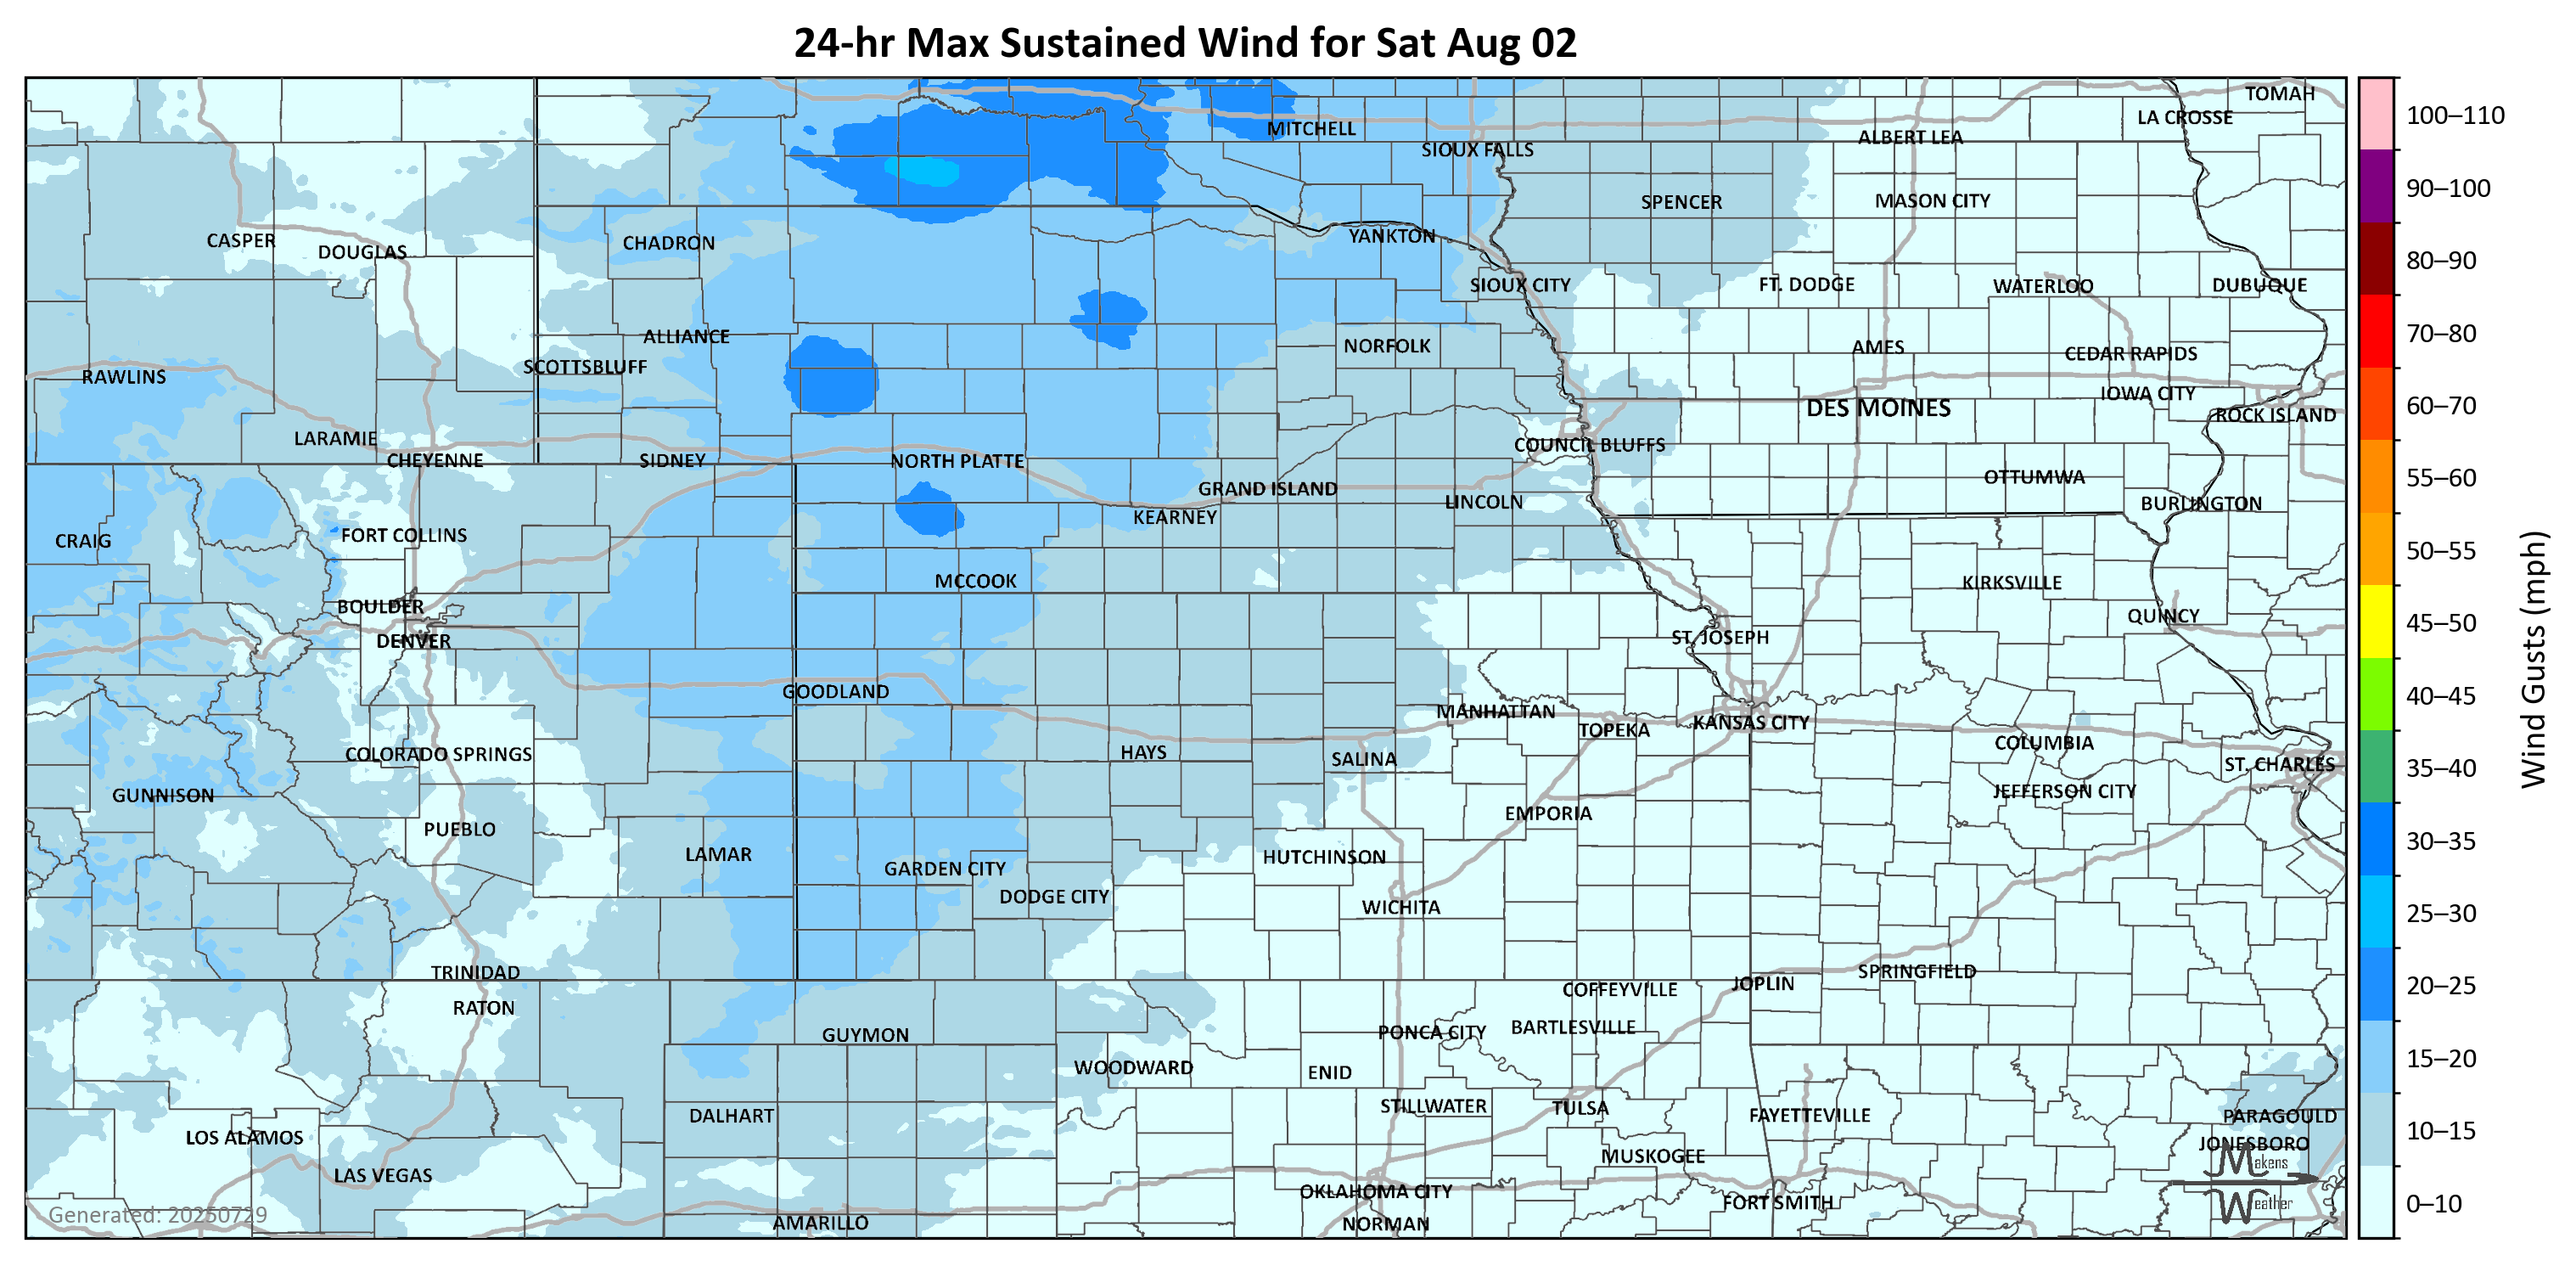 24-hr Max Sustained Wind for Sat Aug 02
TOMAH
LA CROSSE
MITCHELL
ALBERT LEA
SIOUX FALLS
SPENCER
MASON CITY
CASPER
DOUGLAS
CHADRON
YANKTON
SIOUX CITY
FT. DODGE
WATERLOO
DUBUQUE
ALLIANCE
NORFOLK
AMES
CEDAR RAPIDS
SCOTTSBLUFF
RAWLINS
IOWA CITY
DES MOINES
ROCK ISLAND
LARAMIE
COUNCIL BLUFFS
CHEYENNE
SIDNEY
NORTH PLATTE
OTTUMWA
GRAND ISLAND
LINCOLN
BURLINGTON
KEARNEY
CRAIG
FORT COLLINS
MCCOOK
KIRKSVILLE
BOULDER
QUINCY
DENVER
ST. JOSEPH
GOODLAND
MANHATTAN
TOPEKA
KANSAS CITY
COLORADO SPRINGS
HAYS
SALINA
COLUMBIA
ST. CHARLES
GUNNISON
JEFFERSON CITY
EMPORIA
PUEBLO
LAMAR
HUTCHINSON
GARDEN CITY
DODGE CITY
WICHITA
TRINIDAD
SPRINGFIELD
JOPLIN
COFFEYVILLE
RATON
GUYMON
PONCA CITY
BARTLESVILLE
WOODWARD
ENID
DALHART
STILLWATER
TULSA
FAYETTEVILLE
PARAGOULD
LOS ALAMOS
JONESBORO
MUSKOGEE
LAS VEGAS
OKLAHOMA CITY
FORT SMITH
AMARILLO
NORMAN
Generated: 20250729
Makens
Weather
100–110
90–100
80–90
70–80
60–70
55–60
50–55
45–50
40–45
35–40
30–35
25–30
20–25
15–20
10–15
0–10
Wind Gusts (mph)